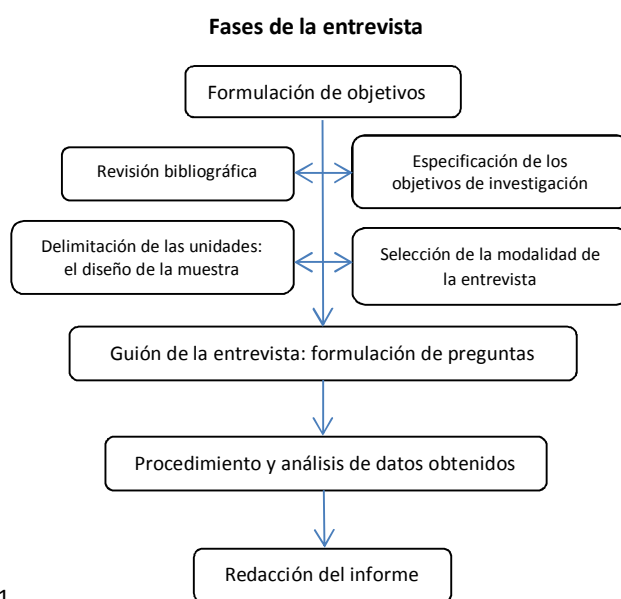 Fases de la entrevista
Formulación de objetivos
Revisión bibliográfica
Especificación de los
objetivos de investigación
Delimitación de las unidades:
el diseño de la muestra
Selección de la modalidad de
la entrevista
Guión de la entrevista: formulación de preguntas
Procedimiento y análisis de datos obtenidos
Redacción del informe
1